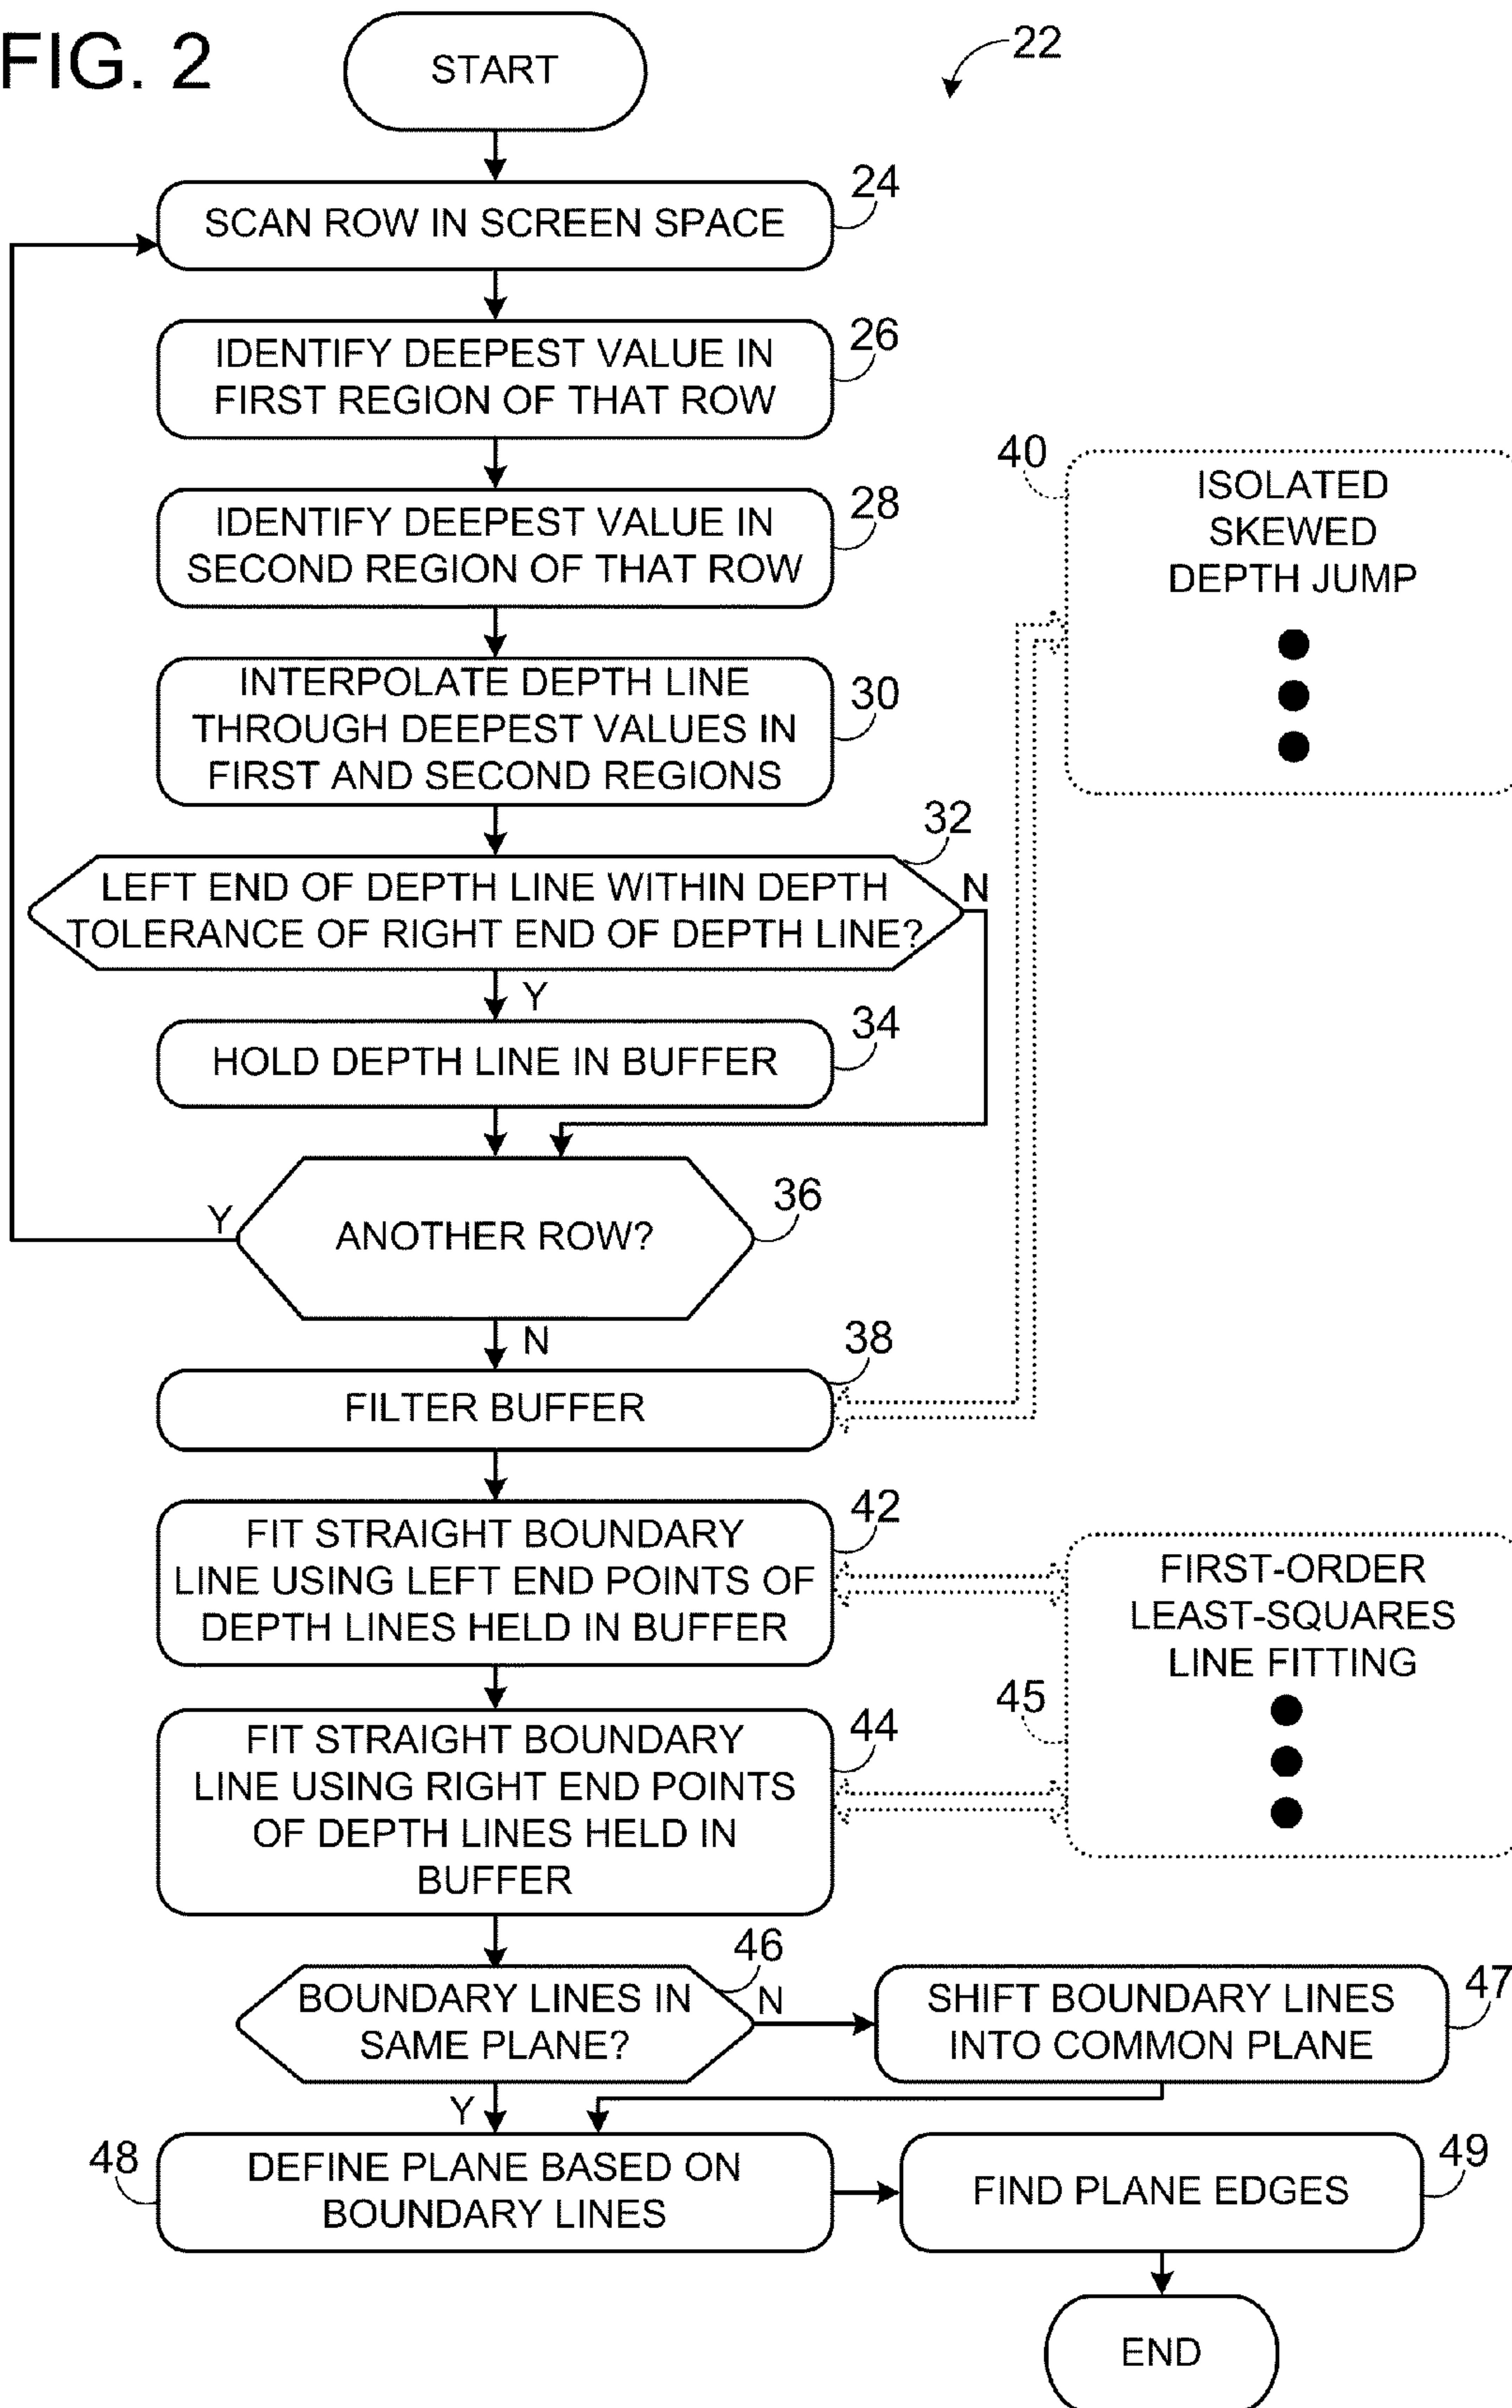 FIG. 2
START
22
SCAN ROW IN SCREEN SPACE
24
IDENTIFY DEEPEST VALUE IN
FIRST REGION OF THAT ROW
26
IDENTIFY DEEPEST VALUE IN
SECOND REGION OF THAT ROW
28
INTERPOLATE DEPTH LINE
THROUGH DEEPEST VALUES IN
FIRST AND SECOND REGIONS
30
LEFT END OF DEPTH LINE WITHIN DEPTH
TOLERANCE OF RIGHT END OF DEPTH LINE?
32
N
Y
HOLD DEPTH LINE IN BUFFER
34
ANOTHER ROW?
36
Y
N
FILTER BUFFER
38
40
ISOLATED
SKEWED
DEPTH JUMP
FIT STRAIGHT BOUNDARY
LINE USING LEFT END POINTS OF
DEPTH LINES HELD IN BUFFER
42
FIT STRAIGHT BOUNDARY
LINE USING RIGHT END POINTS
OF DEPTH LINES HELD IN
BUFFER
44
45
FIRST-ORDER
LEAST-SQUARES
LINE FITTING
BOUNDARY LINES IN
SAME PLANE?
46
N
Y
SHIFT BOUNDARY LINES
INTO COMMON PLANE
47
48
DEFINE PLANE BASED ON
BOUNDARY LINES
FIND PLANE EDGES
49
END